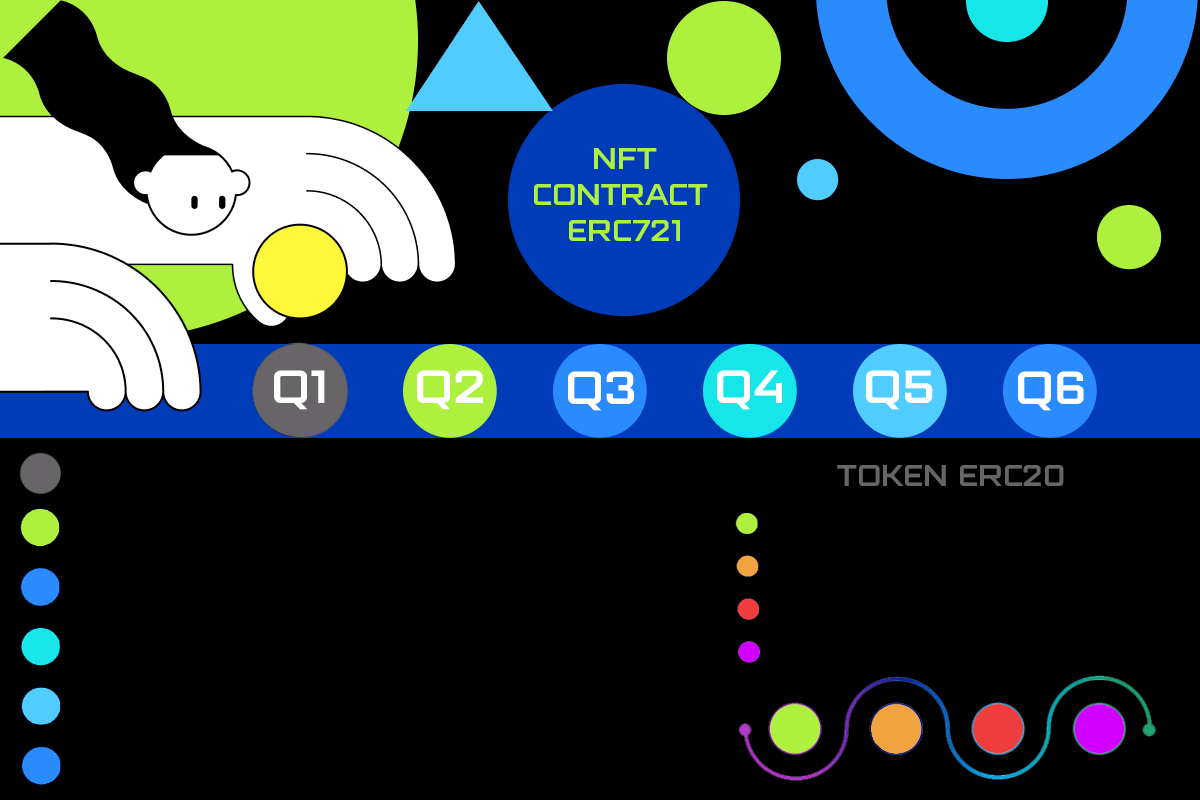 NFT
CONTRACT
ERC721
Q1 Q2 Q3 Q4 Q5 Q6
TOKEN ERC20